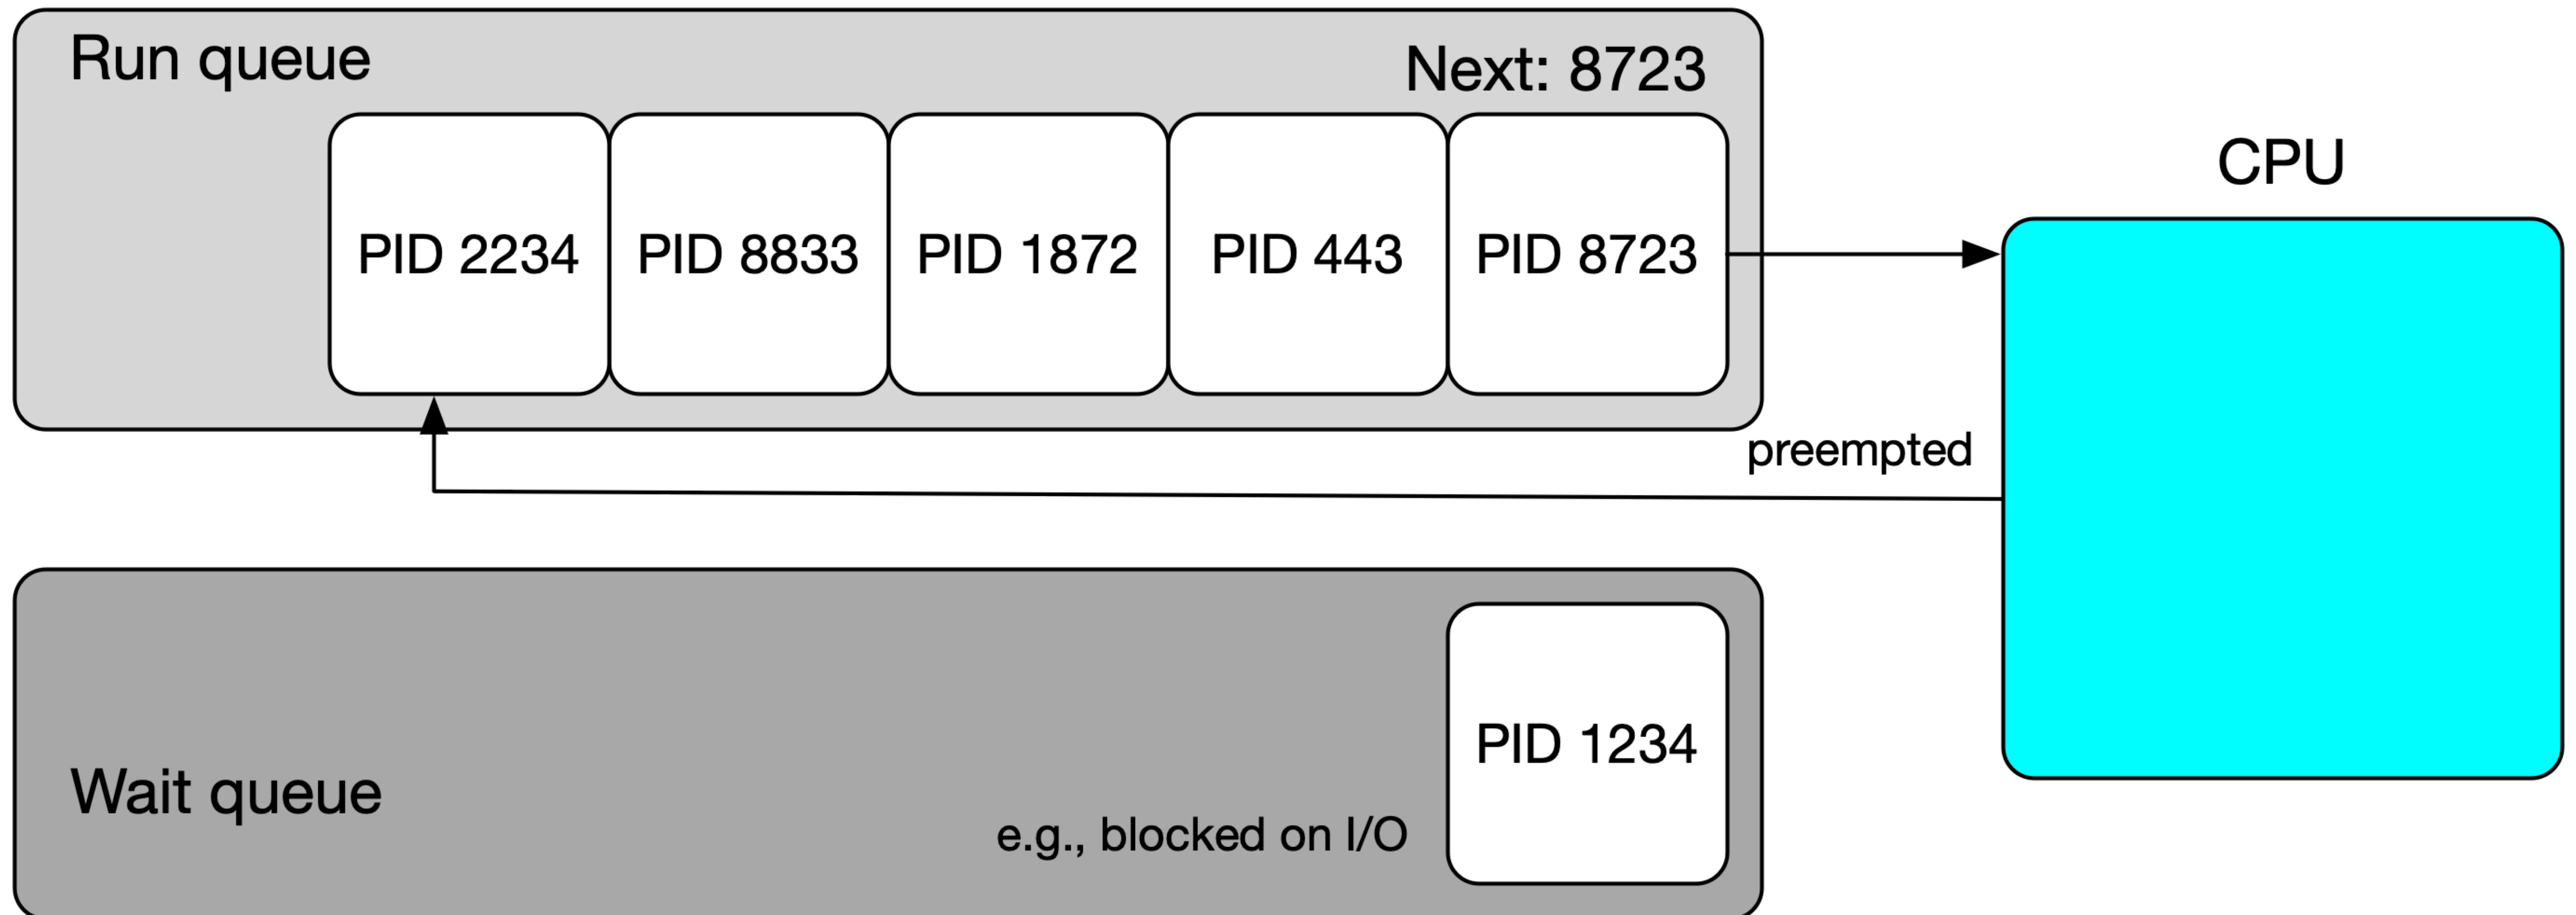 Run queue
Next: 8723
CPU
PID 2234
PID 8833
PID 1872
PID 443
PID 8723
preempted
PID 1234
Wait queue
e.g., blocked on I/O